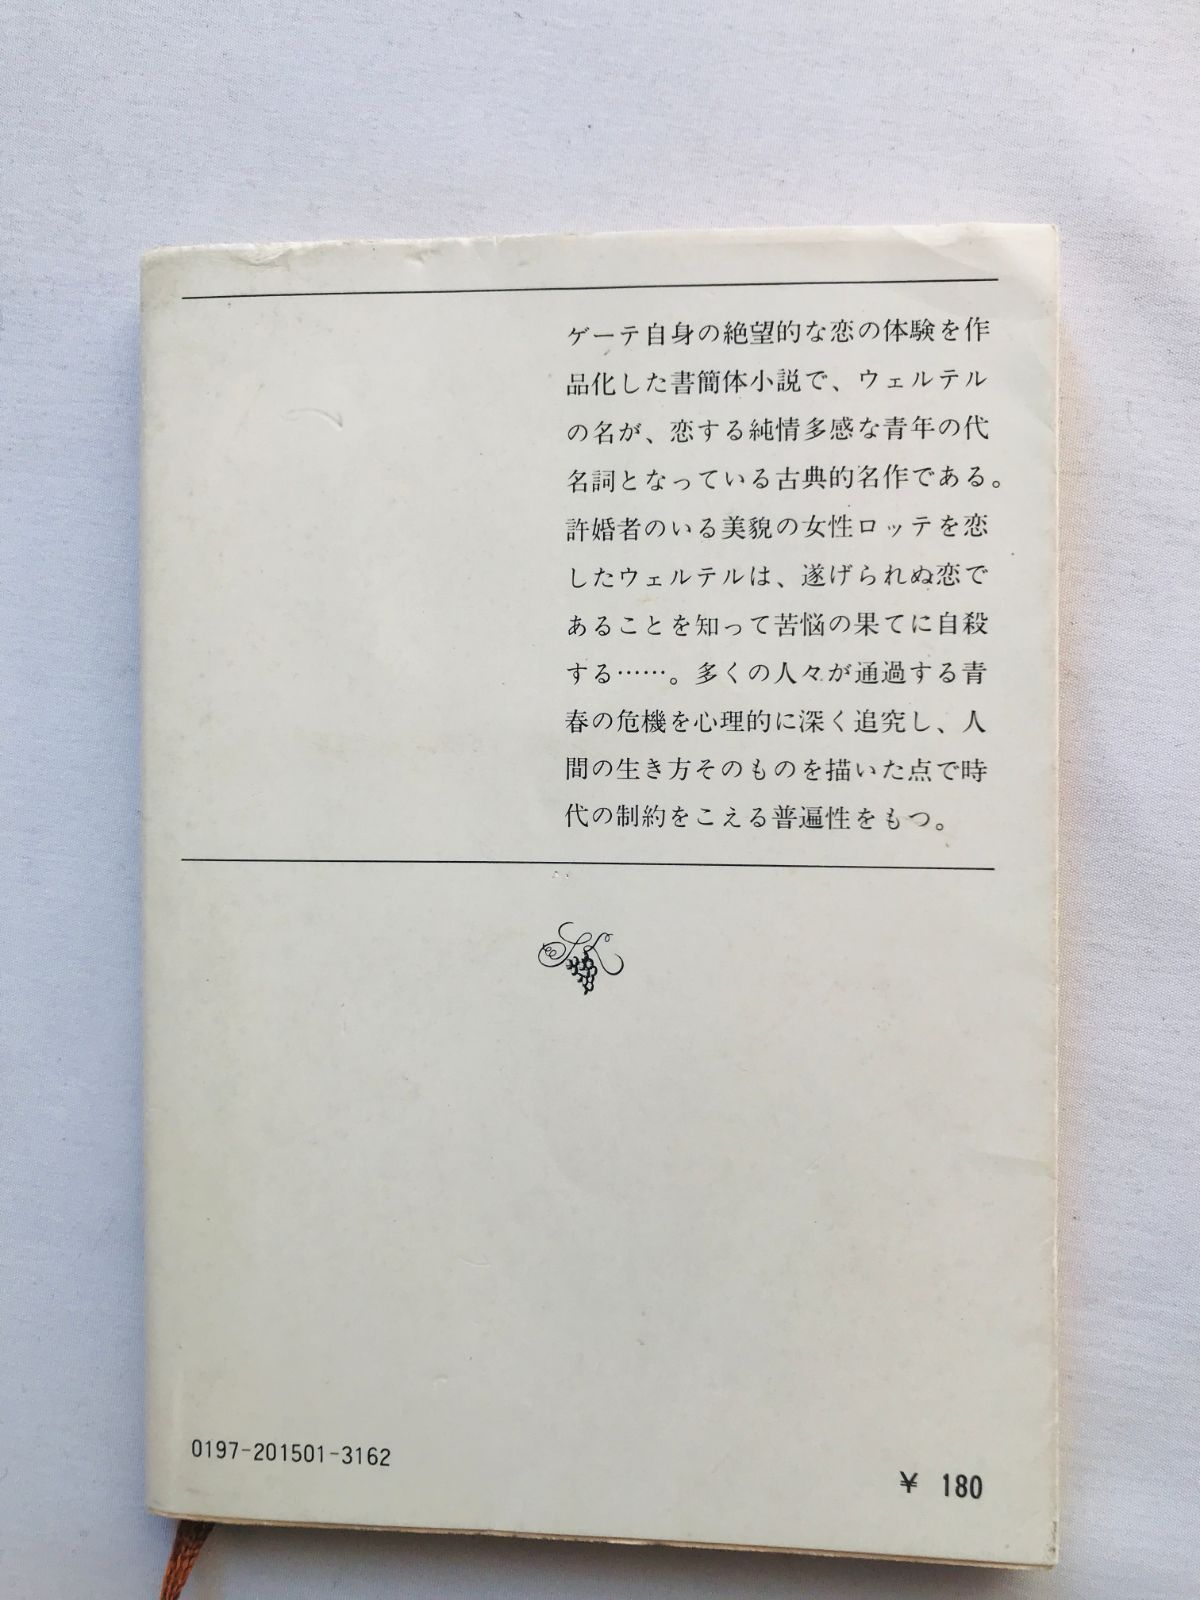 ゲーテ自身の絶望的な恋の体験を作
品化した書簡体小説で、ウェルテル
の名が、恋する純情多感な青年の代
名詞となっている古典的名作である。
許婚者のいる美貌の女性ロッテを恋
したウェルテルは、遂げられぬ恋で
あることを知って苦悩の果てに自殺
する……。多くの人々が通過する青
春の危機を心理的に深く追究し、人
間の生き方そのものを描いた点で時
代の制約をこえる普遍性をもつ。
SK
0197-201501-3162
¥ 180